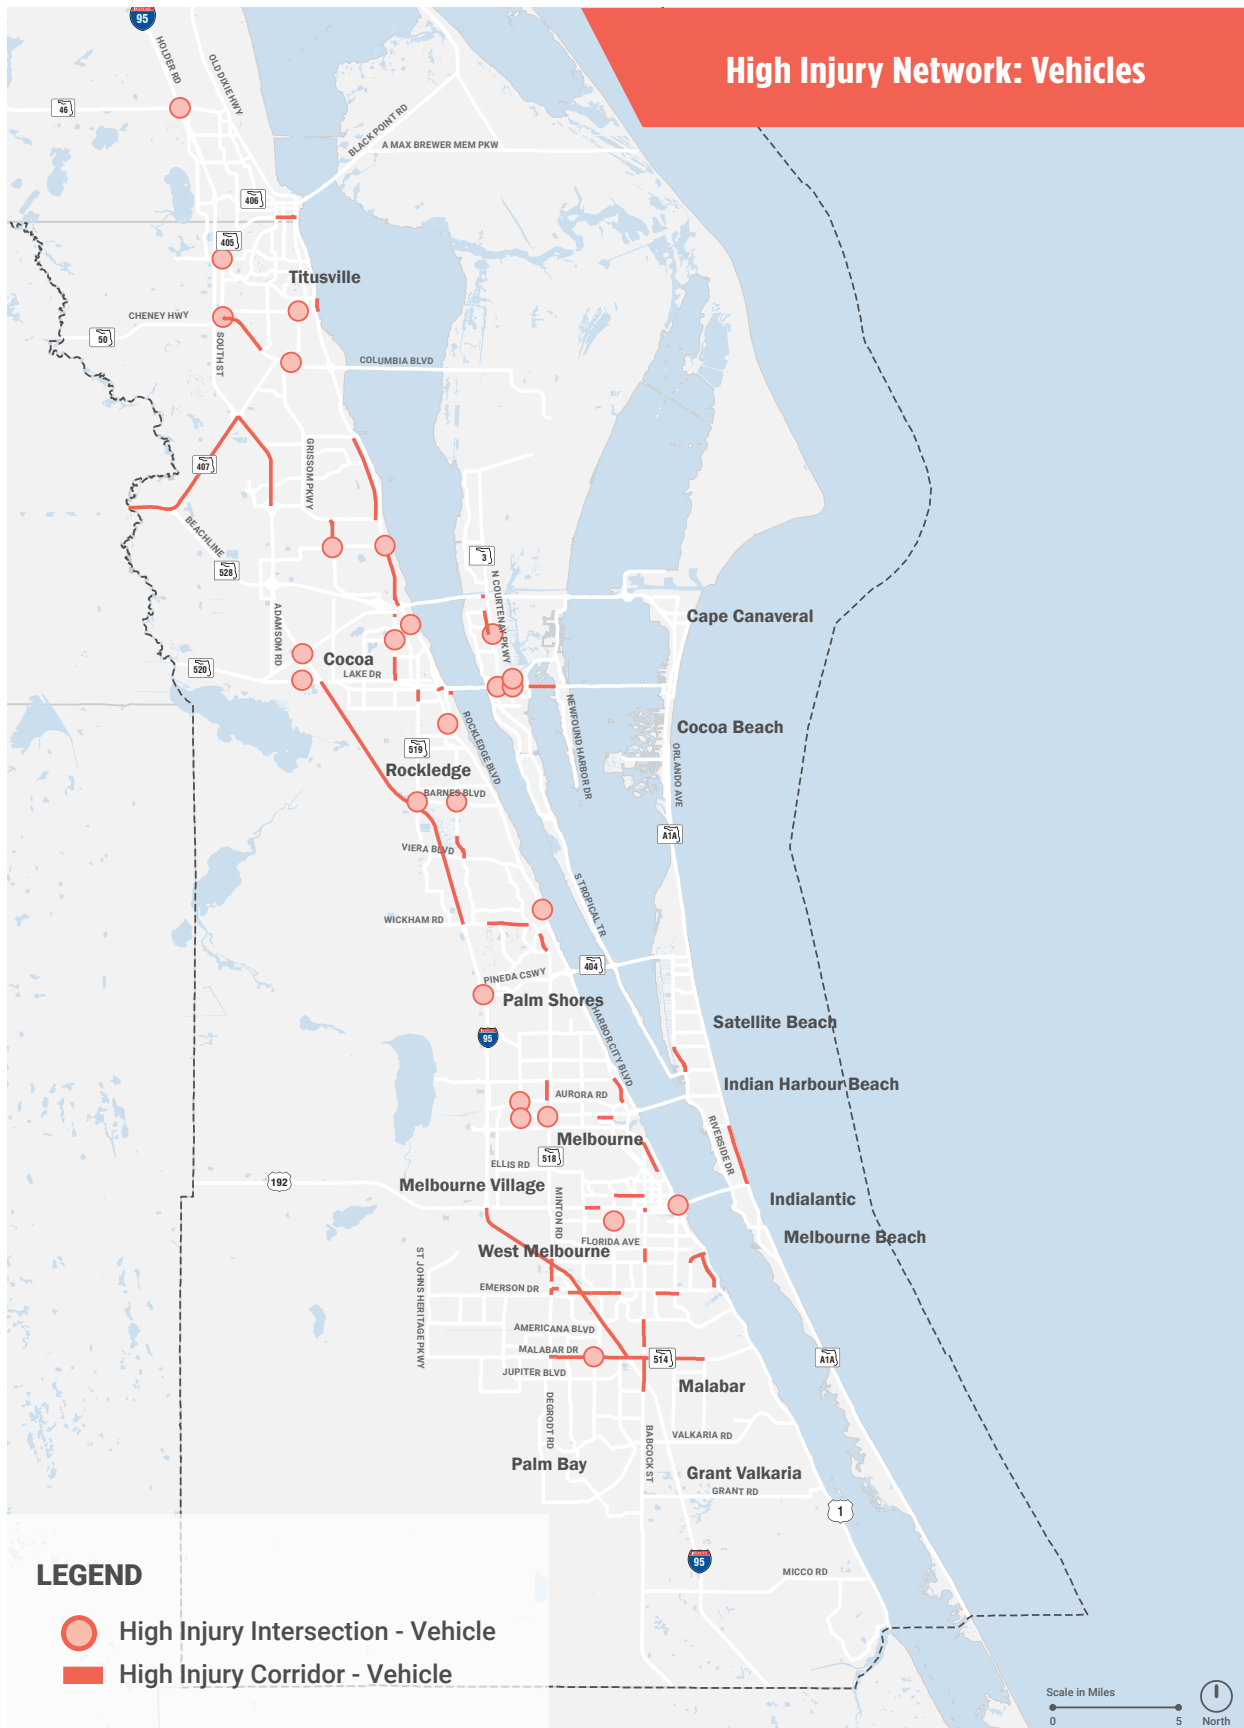 High Injury Network: Vehicles
95
HOLDER RD
OLD DIXIE HWY
46
BLACK POINT RD
A MAX BREWER MEM PKW
406
405
Titusville
CHENEY HWY
50
SOUTH ST
COLUMBIA BLVD
407
GRISSOM PKWY
BEACHLINE
528
3
N COURTENAY PKWY
ADAMSOM RD
Cape Canaveral
Cocoa
520
LAKE DR
NEWFOUND HARBOR DR
Cocoa Beach
ORLANDO AVE
ROCKLEDGE BLVD
519
Rockledge
BARNES BLVD
A1A
VIERA BLVD
S TROPICAL TR
WICKHAM RD
404
PINEDA CSWY
Palm Shores
HARBOR CITY BLVD
Satellite Beach
95
Indian Harbour Beach
AURORA RD
RIVERSIDE DR
Melbourne
518
ELLIS RD
192
Melbourne Village
MINTON RD
Indialantic
Melbourne Beach
FLORIDA AVE
West Melbourne
ST JOHNS HERITAGE PKWY
EMERSON DR
AMERICANA BLVD
MALABAR DR
514
A1A
JUPITER BLVD
Malabar
DEGRODT RD
BABCOCK ST
VALKARIA RD
Palm Bay
Grant Valkaria
GRANT RD
1
95
MICCO RD
LEGEND
High Injury Intersection - Vehicle
High Injury Corridor - Vehicle
Scale in Miles
0 5
North